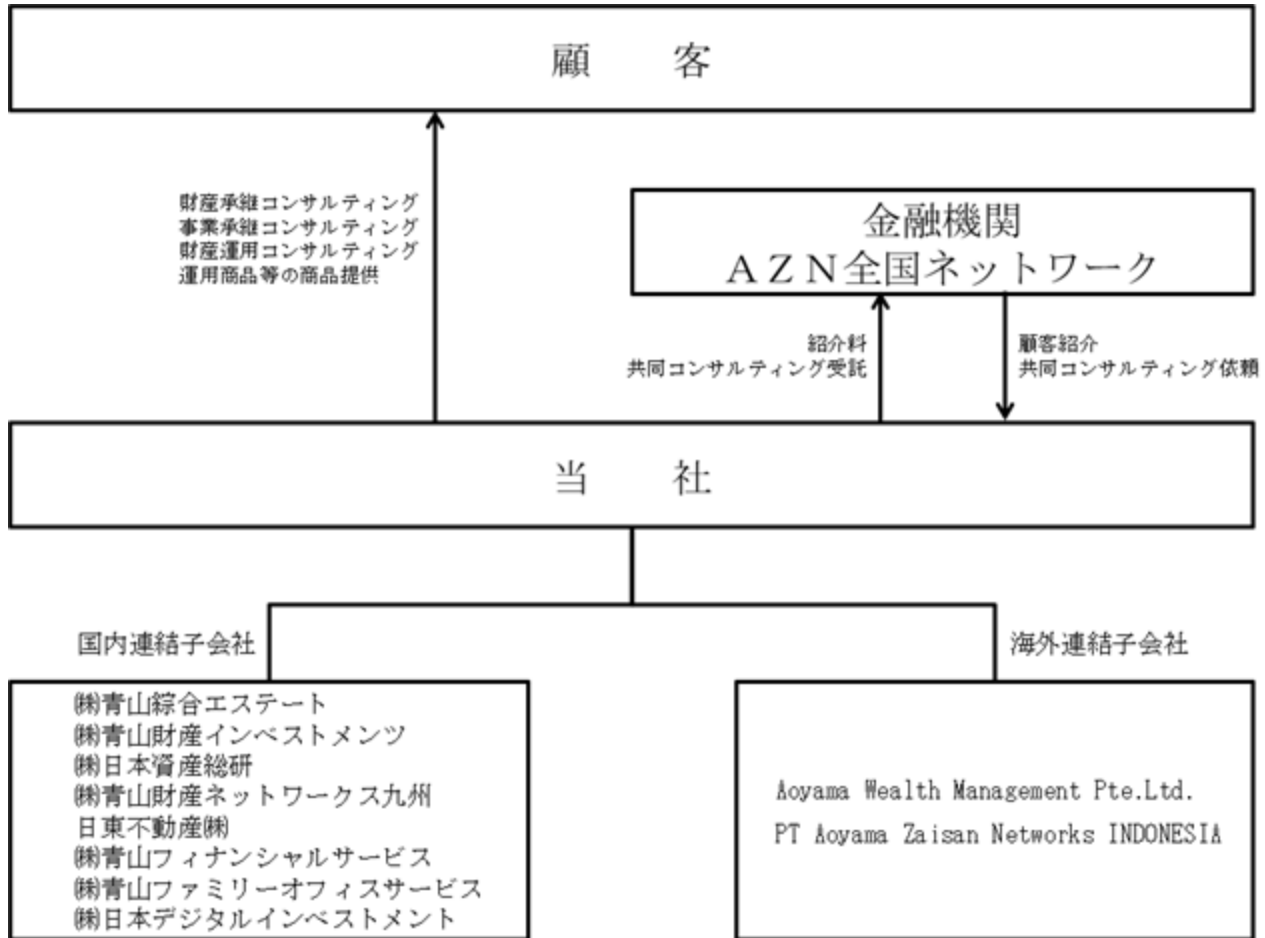 顧　　客
財産承継コンサルティング
事業承継コンサルティング
財産運用コンサルティング
運用商品等の商品提供
金融機関
ＡＺＮ全国ネットワーク
紹介料
共同コンサルティング受託
顧客紹介
共同コンサルティング依頼
当　　社
国内連結子会社
㈱青山綜合エステート
㈱青山財産インベストメンツ
㈱日本資産総研
㈱青山財産ネットワークス九州
日東不動産㈱
㈱青山フィナンシャルサービス
㈱青山ファミリーオフィスサービス
㈱日本デジタルインベストメント
海外連結子会社
Aoyama Wealth Management Pte.Ltd.
PT Aoyama Zaisan Networks INDONESIA